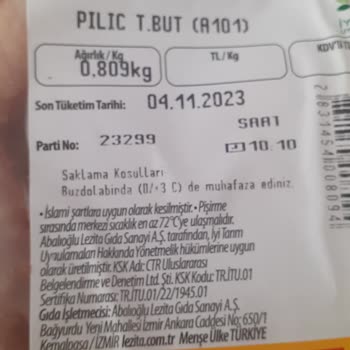 PILIC T.BUT (A101)
Ağırlık/Kg
0.809kg
TL/Kg
Son Tüketim Tarihi: 04.11.2023
SAAT
Parti No: 23299
10.10
Saklama Kosulları
Buzdolabinda (0/+3 C) de muhafaza ediniz.
• İslami şartlara uygun olarak kesilmiştir. • Pişirme
sırasında merkezi sıcaklık en az 72°C'ye ulaşmalıdır.
Abalıoğlu Lezita Gıda Sanayi A.Ş. tarafından, İyi Tarım
Uygulamaları Hakkında Yönetmelik hükümlerine uygun
olarak üretilmiştir. KSK Adı: CTR Uluslararası
Belgelendirme ve Denetim Ltd. Şti. KSK Kodu: TR.İTU.01
Sertifika Numarası: TR.İTU.01/22/1945.01
Gıda İşletmecisi: Abalıoğlu Lezita Gıda Sanayi A.Ş.
Bağyurdu Yeni Mahallesi İzmir Ankara Caddesi No: 650/1
Kemalpaşa / İZMİR lezita.com.tr Menşe Ülke TÜRKİYE